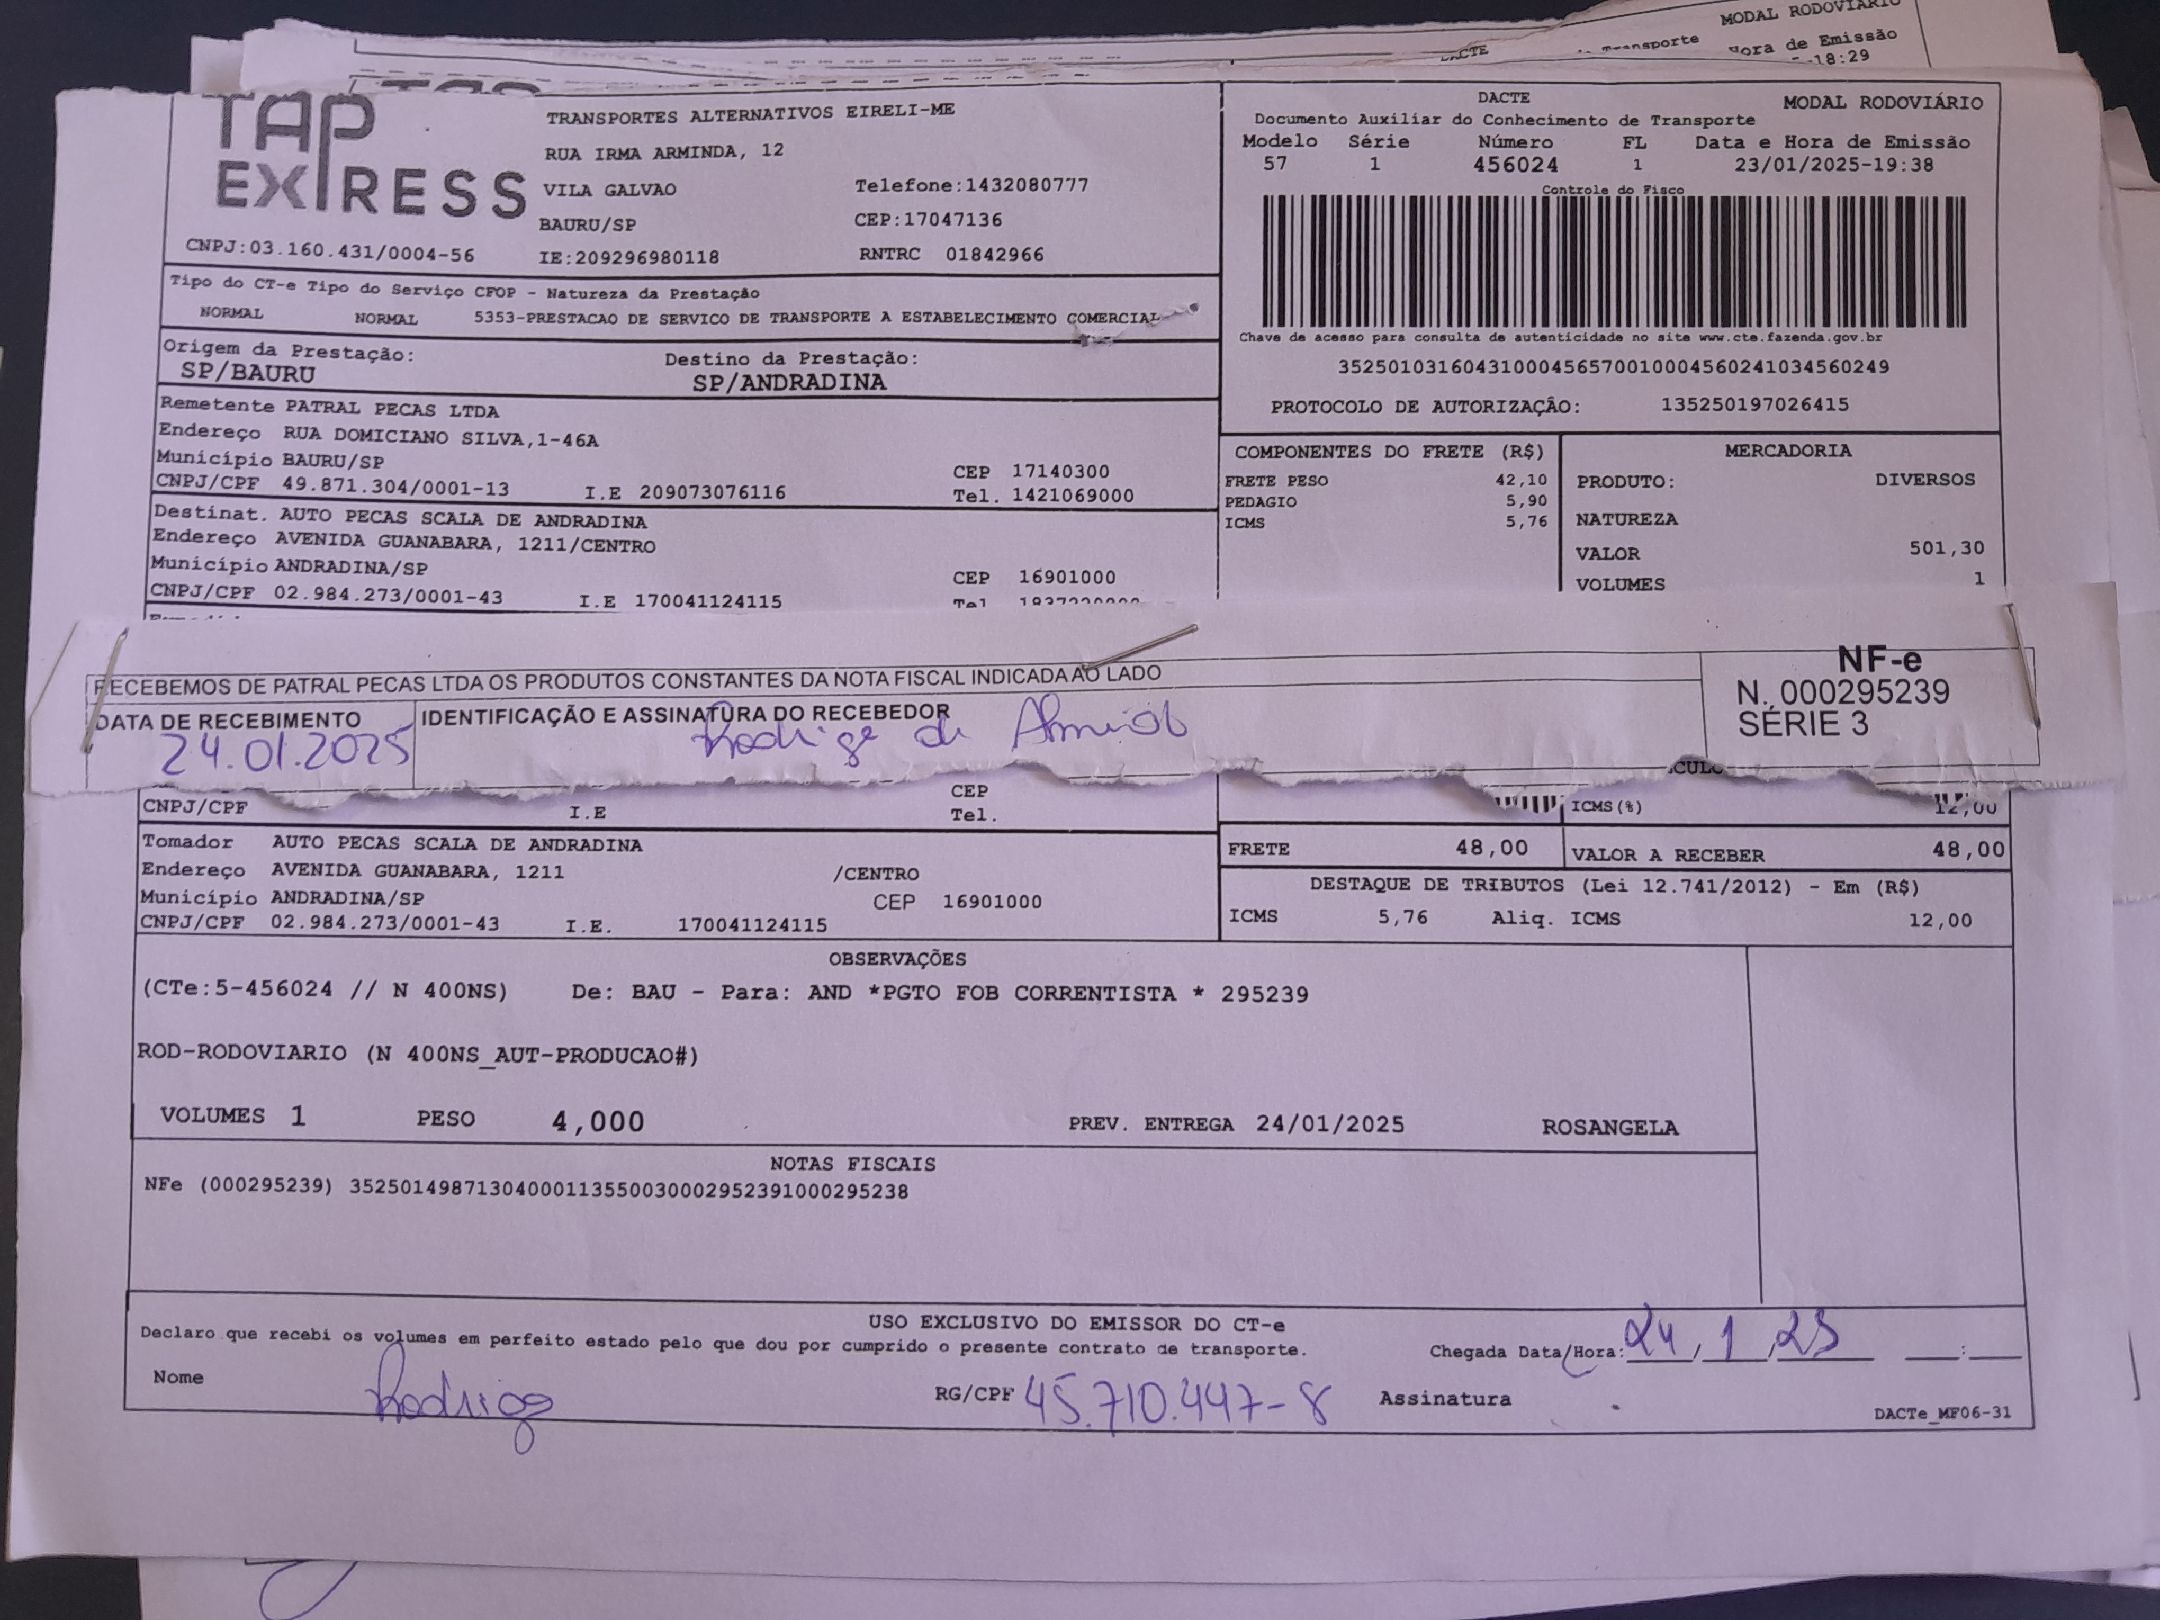 MODAL RODOVIÁRIO
Hora de Emissão
18:29
TAP EXPRESS
TRANSPORTES ALTERNATIVOS EIRELI-ME
RUA IRMA ARMINDA, 12
VILA GALVAO Telefone:1432080777
BAURU/SP CEP:17047136
CNPJ:03.160.431/0004-56 IE:209296980118 RNTRC 01842966
DACTE MODAL RODOVIÁRIO
Documento Auxiliar do Conhecimento de Transporte
Modelo Série Número FL Data e Hora de Emissão
57 1 456024 1 23/01/2025-19:38
Controle do Fisco
Chave de acesso para consulta de autenticidade no site www.cte.fazenda.gov.br
35250103160431000456570010004560241034560249
PROTOCOLO DE AUTORIZAÇÂO: 135250197026415
Tipo do CT-e Tipo do Serviço CFOP - Natureza da Prestação
NORMAL NORMAL 5353-PRESTACAO DE SERVICO DE TRANSPORTE A ESTABELECIMENTO COMERCIAL
Origem da Prestação: Destino da Prestação:
SP/BAURU SP/ANDRADINA
Remetente PATRAL PECAS LTDA
Endereço RUA DOMICIANO SILVA,1-46A
Município BAURU/SP CEP 17140300
CNPJ/CPF 49.871.304/0001-13 I.E 209073076116 Tel. 1421069000
Destinat. AUTO PECAS SCALA DE ANDRADINA
Endereço AVENIDA GUANABARA, 1211/CENTRO
Município ANDRADINA/SP CEP 16901000
CNPJ/CPF 02.984.273/0001-43 I.E 170041124115 Tel
COMPONENTES DO FRETE (R$)
FRETE PESO 42,10
PEDAGIO 5,90
ICMS 5,76
MERCADORIA
PRODUTO: DIVERSOS
NATUREZA
VALOR 501,30
VOLUMES 1
RECEBEMOS DE PATRAL PECAS LTDA OS PRODUTOS CONSTANTES DA NOTA FISCAL INDICADA AO LADO
DATA DE RECEBIMENTO IDENTIFICAÇÃO E ASSINATURA DO RECEBEDOR
24.01.2025 Rodrigo de Almeida
NF-e
N. 000295239
SÉRIE 3
CNPJ/CPF I.E CEP
Tel.
ICMS(%) 12,00
Tomador AUTO PECAS SCALA DE ANDRADINA
Endereço AVENIDA GUANABARA, 1211 /CENTRO
Município ANDRADINA/SP CEP 16901000
CNPJ/CPF 02.984.273/0001-43 I.E. 170041124115
FRETE 48,00 VALOR A RECEBER 48,00
DESTAQUE DE TRIBUTOS (Lei 12.741/2012) - Em (R$)
ICMS 5,76 Aliq. ICMS 12,00
OBSERVAÇÕES
(CTe:5-456024 // N 400NS) De: BAU - Para: AND *PGTO FOB CORRENTISTA * 295239
ROD-RODOVIARIO (N 400NS_AUT-PRODUCAO#)
VOLUMES 1 PESO 4,000 PREV. ENTREGA 24/01/2025 ROSANGELA
NOTAS FISCAIS
NFe (000295239) 35250149871304000113550030002952391000295238
USO EXCLUSIVO DO EMISSOR DO CT-e
Declaro que recebi os volumes em perfeito estado pelo que dou por cumprido o presente contrato de transporte.
Chegada Data/Hora: 24/1/25 __:__
Nome Rodrigo RG/CPF 45.710.447-8 Assinatura
DACTe_MF06-31